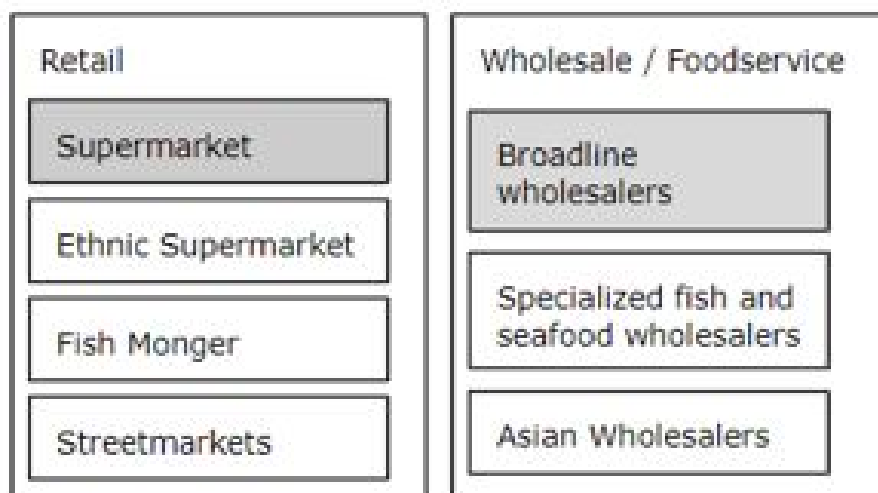 Retail
Supermarket
Ethnic Supermarket
Fish Monger
Streetmarkets
Wholesale / Foodservice
Broadline
wholesalers
Specialized fish and
seafood wholesalers
Asian Wholesalers